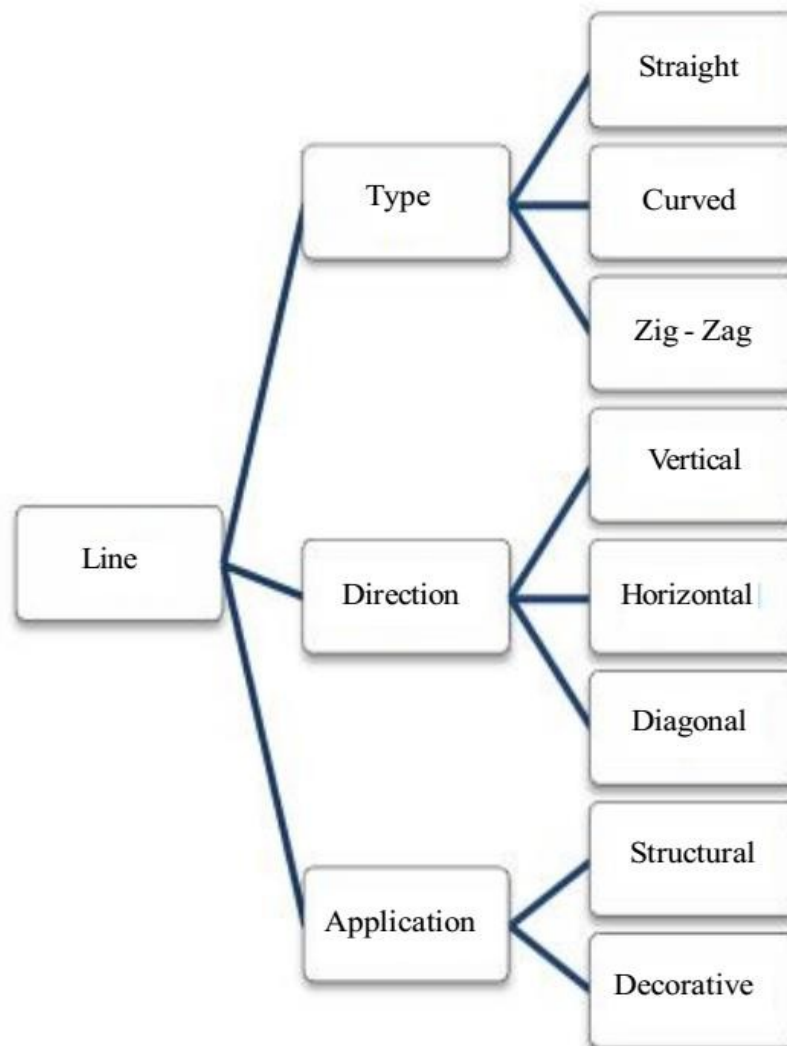 Line
Type
Straight
Curved
Zig - Zag
Direction
Vertical
Horizontal
Diagonal
Application
Structural
Decorative